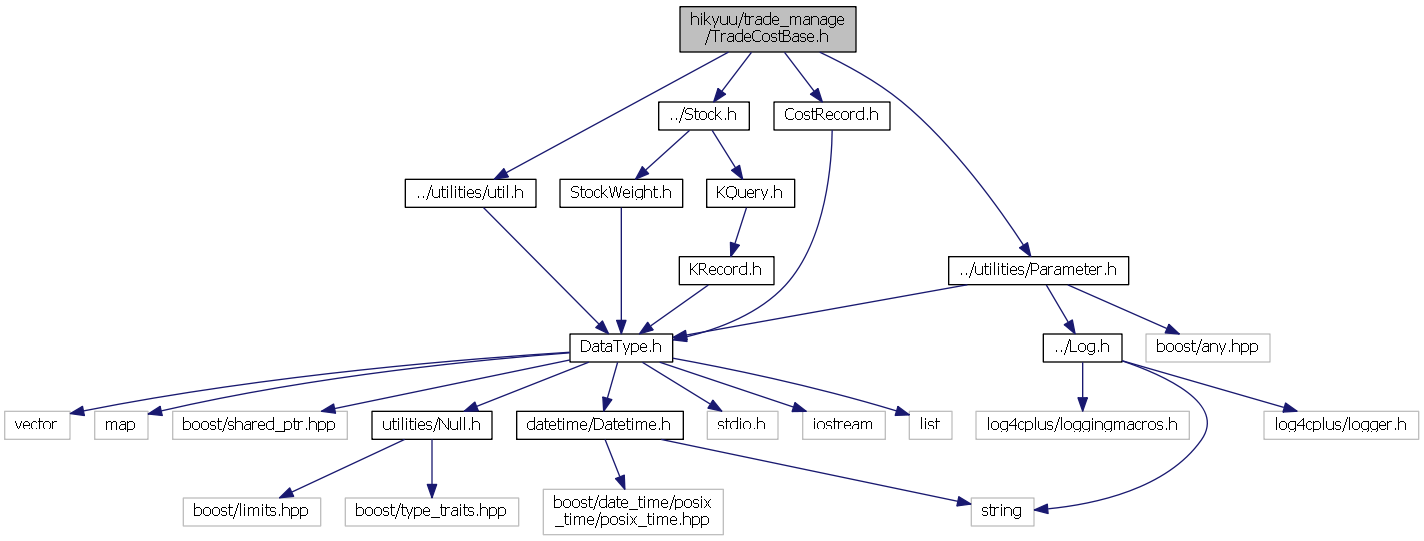 hikyuu/trade_manage
/TradeCostBase.h
../Stock.h
CostRecord.h
../utilities/util.h
StockWeight.h
KQuery.h
KRecord.h
../utilities/Parameter.h
DataType.h
../Log.h
boost/any.hpp
vector
map
boost/shared_ptr.hpp
utilities/Null.h
datetime/Datetime.h
stdio.h
iostream
list
log4cplus/loggingmacros.h
log4cplus/logger.h
boost/limits.hpp
boost/type_traits.hpp
boost/date_time/posix
_time/posix_time.hpp
string